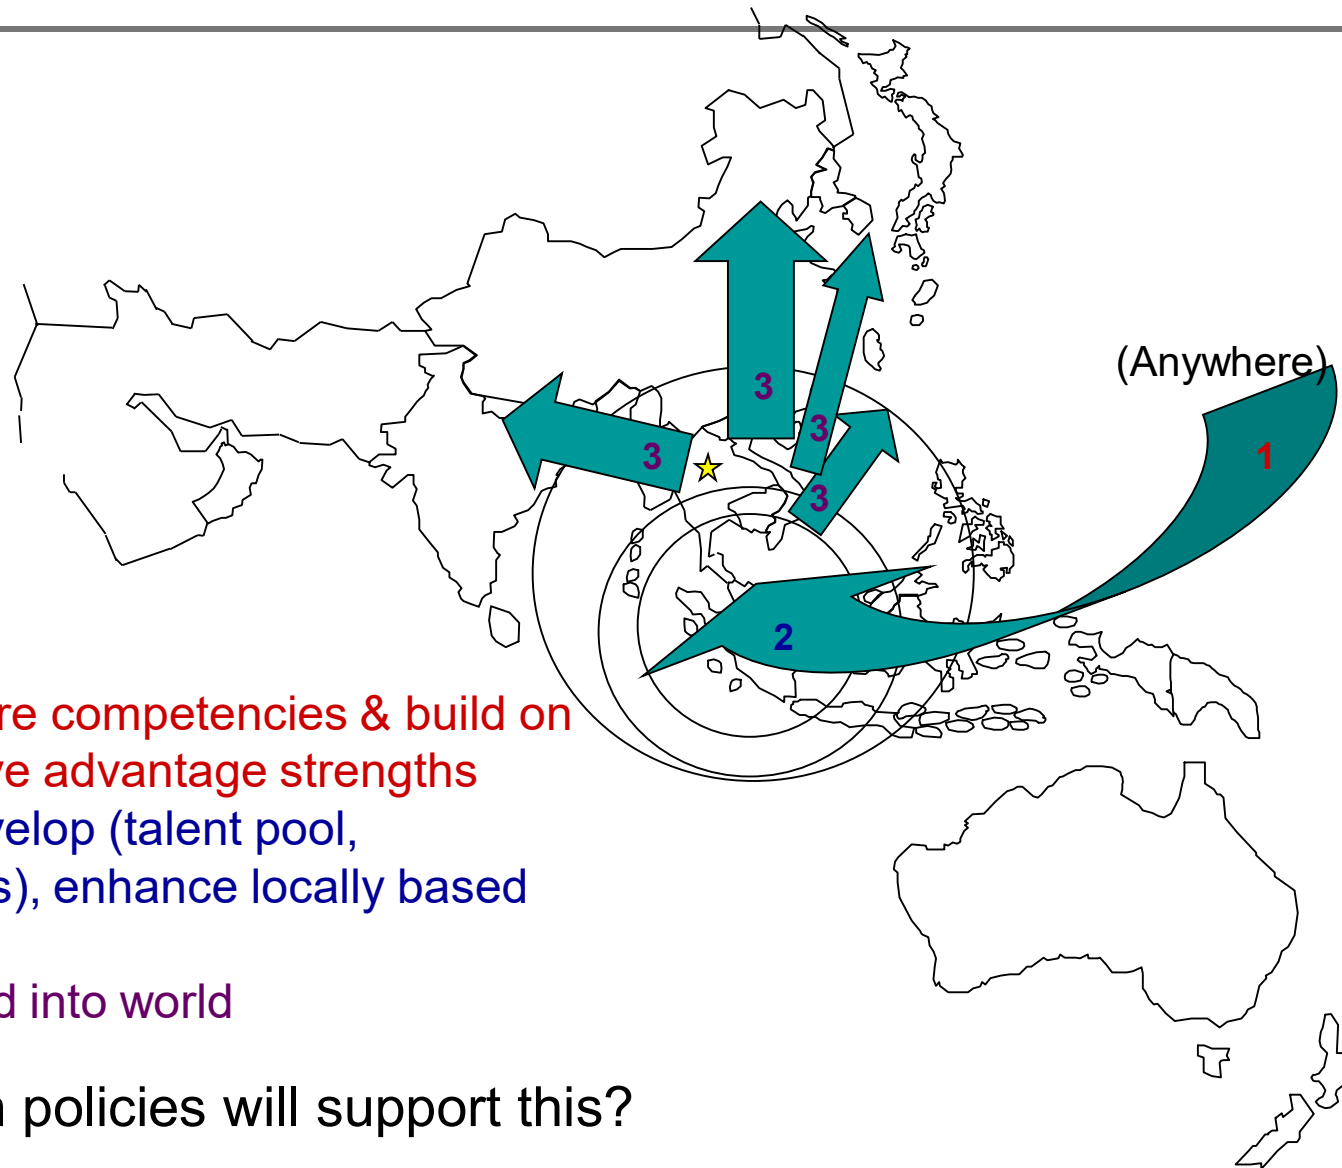 (Anywhere)
3
3
3
3
1
2
re competencies & build on
ve advantage strengths
velop (talent pool,
s), enhance locally based
d into world
n policies will support this?